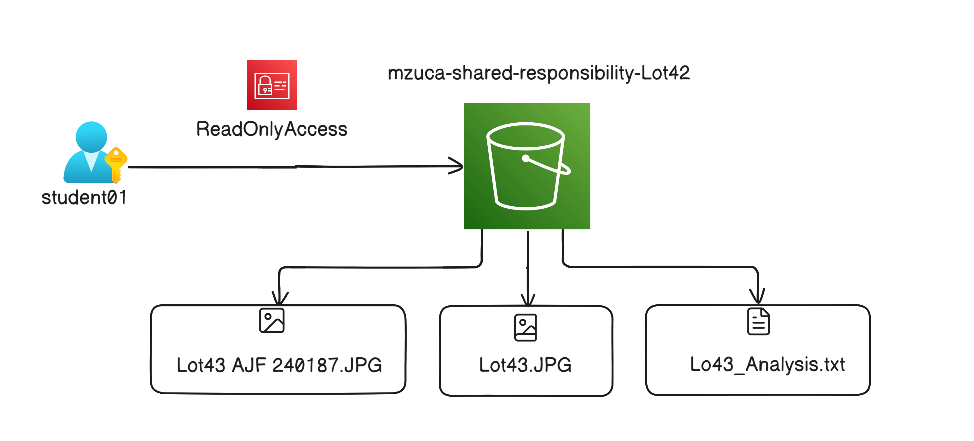 mzuca-shared-responsibility-Lot42
ReadOnlyAccess
student01
Lot43 AJF 240187.JPG
Lot43.JPG
Lo43_Analysis.txt